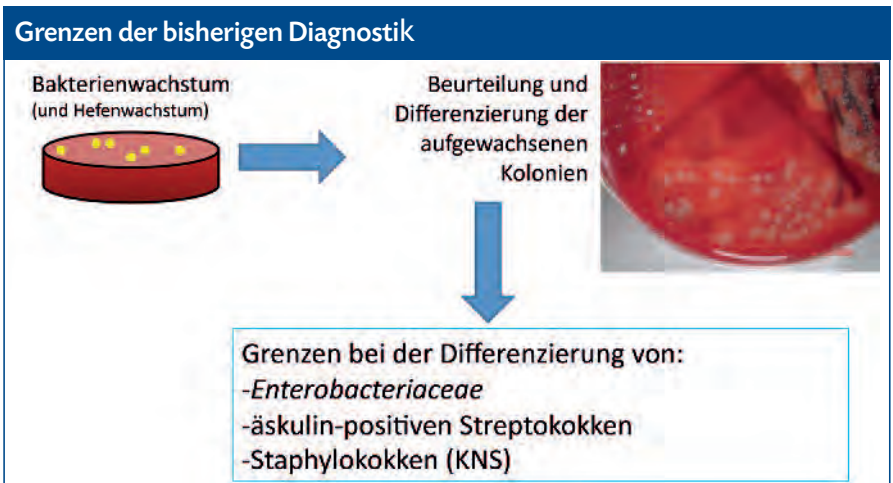 Grenzen der bisherigen Diagnostik
Bakterienwachstum
(und Hefenwachstum)
Beurteilung und
Differenzierung der
aufgewachsenen
Kolonien
Grenzen bei der Differenzierung von:
-Enterobacteriaceae
-äskulin-positiven Streptokokken
-Staphylokokken (KNS)